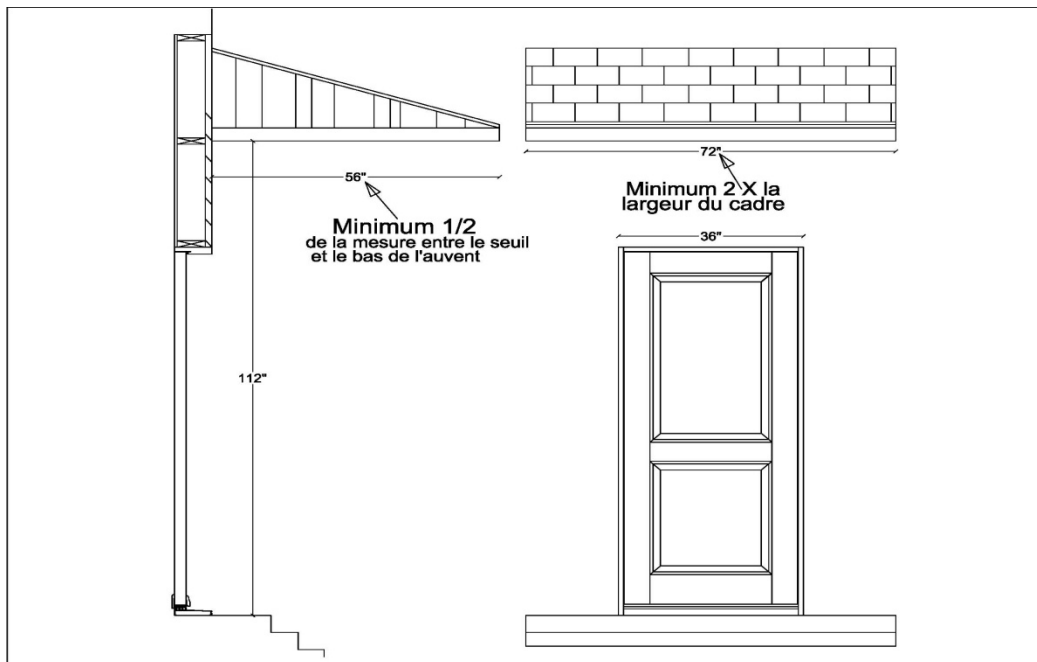 56"
Minimum 1/2
de la mesure entre le seuil
et le bas de l'auvent
112"
72"
Minimum 2 X la
largeur du cadre
36"